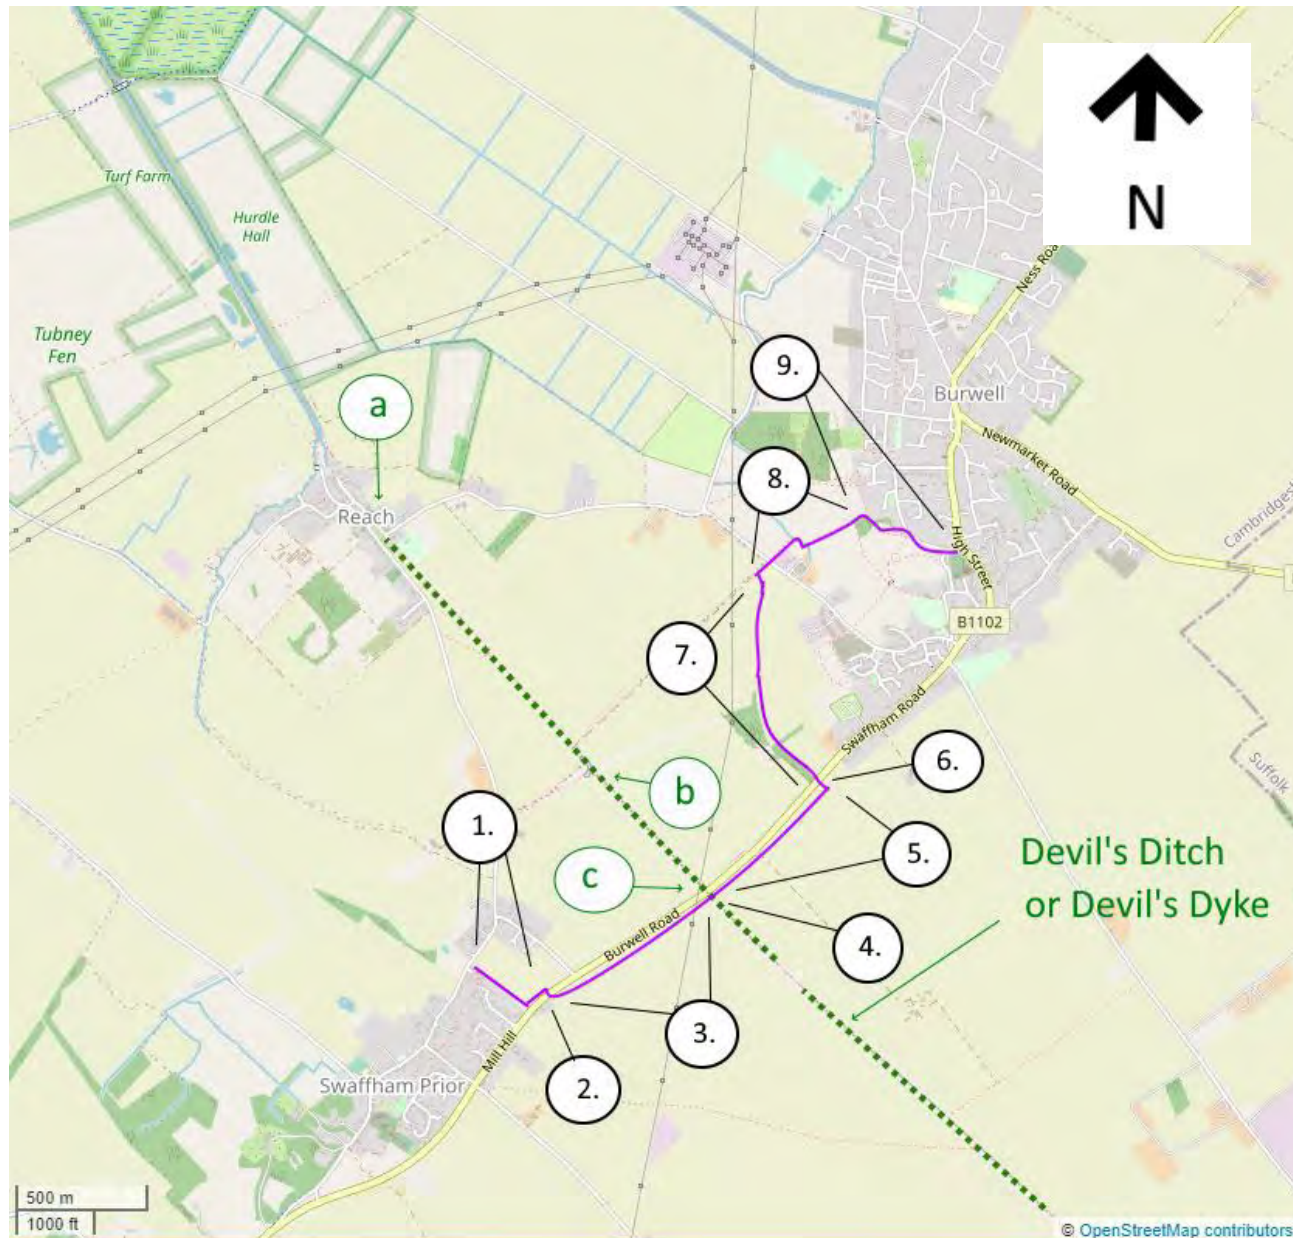 N
Turf Farm
Hurdle
Hall
Ness Road
Tubney
Fen
9.
Burwell
a
Newmarket Road
8.
Reach
High Street
Cambridgesh
B1102
7.
Swaffham Road
6.
Suffolk
b
1.
5.
Devil's Ditch
or Devil's Dyke
c
Burwell Road
4.
3.
Mill Hill
2.
Swaffham Prior
500 m
1000 ft
© OpenStreetMap contributors